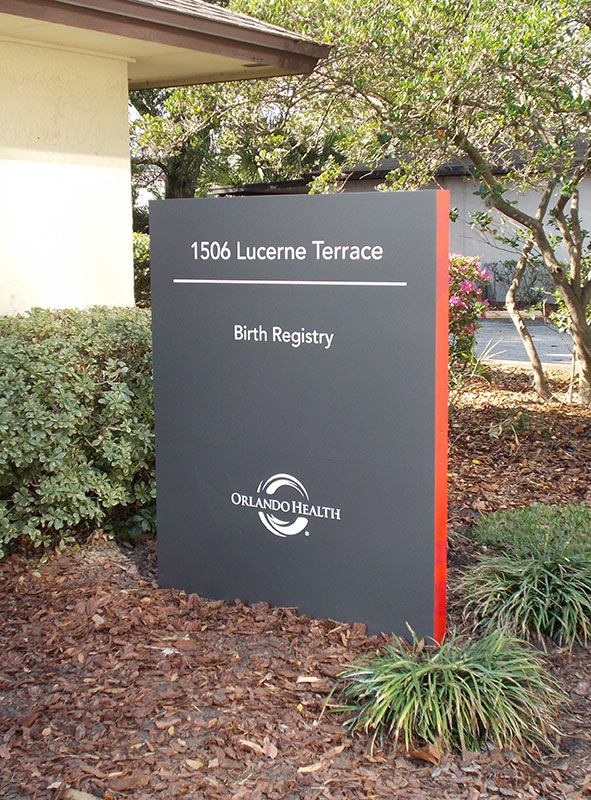 1506 Lucerne Terrace
Birth Registry
ORLANDO HEALTH
®